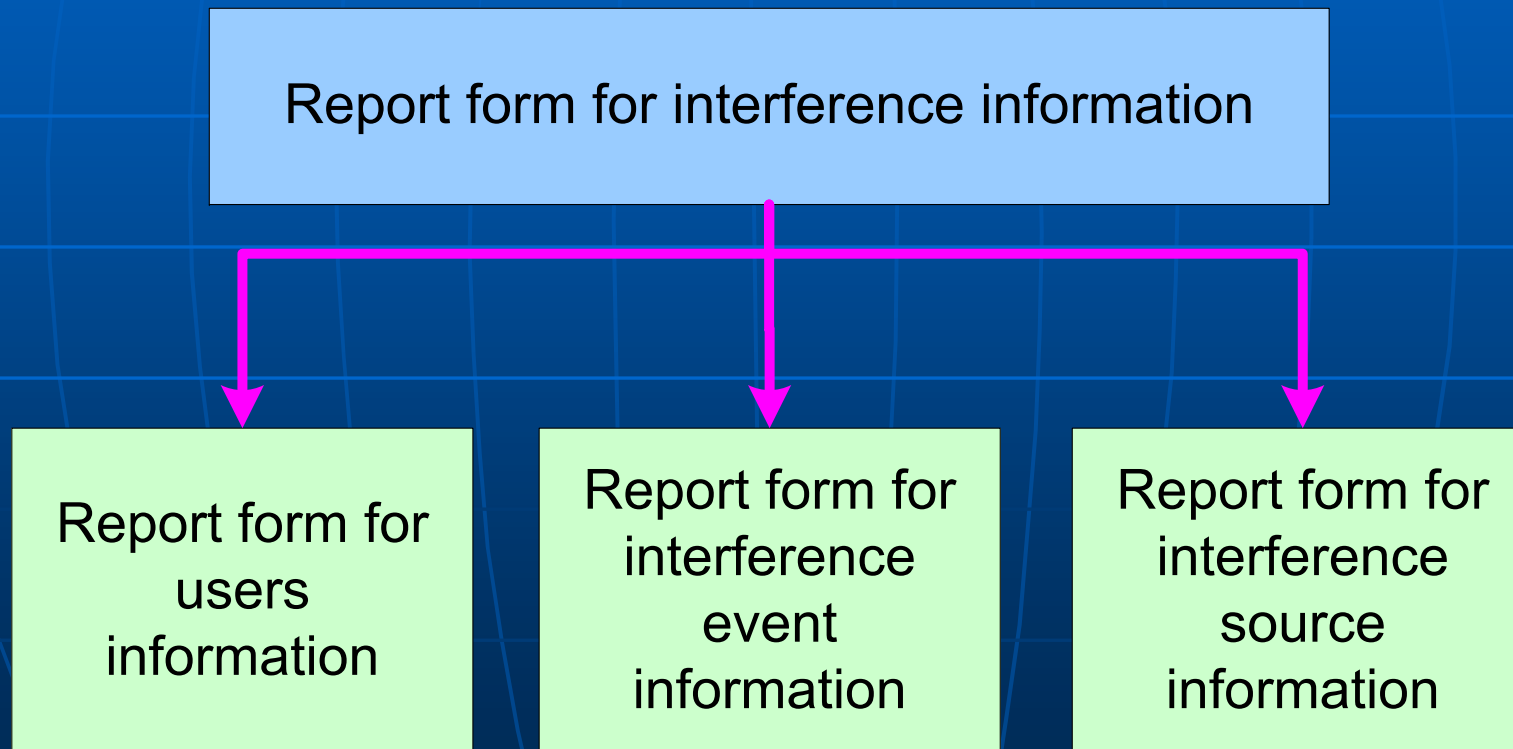 Report form for interference information
Report form for
users
information
Report form for
interference
event
information
Report form for
interference
source
information